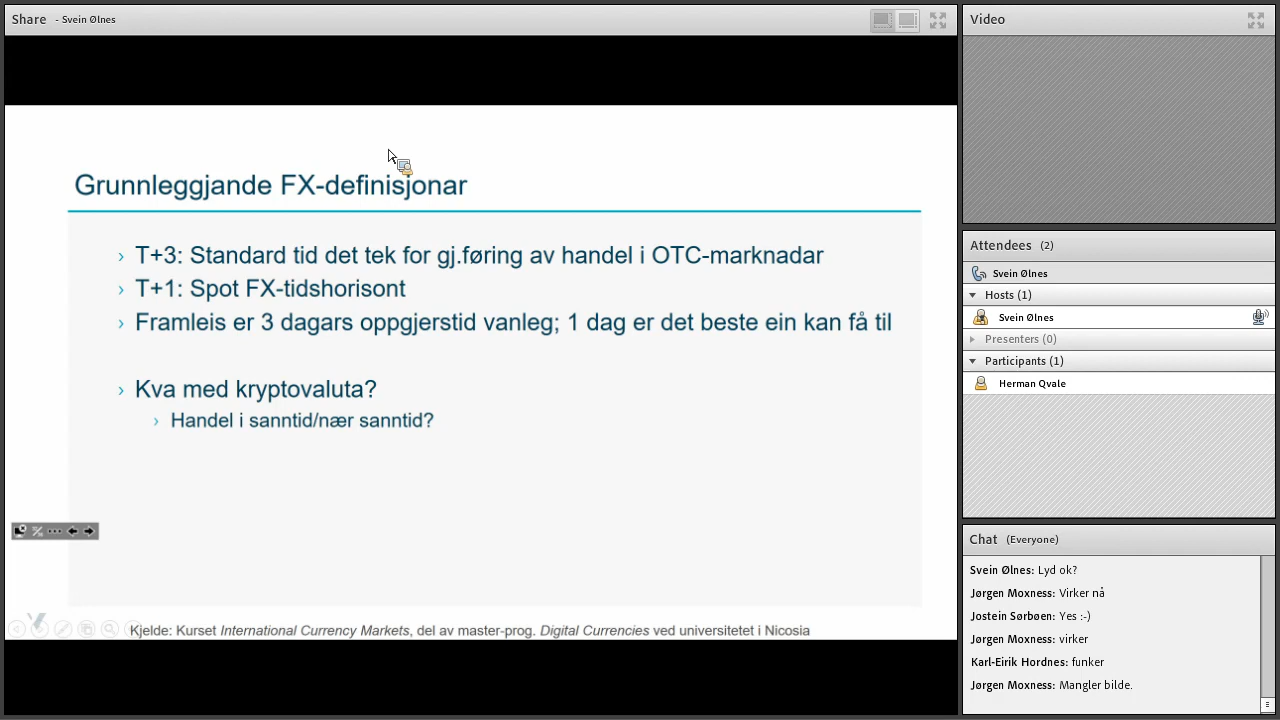 Share - Svein Ølnes
Grunnleggjande FX-definisjonar
› T+3: Standard tid det tek for gj.føring av handel i OTC-marknadar
› T+1: Spot FX-tidshorisont
› Framleis er 3 dagars oppgjerstid vanleg; 1 dag er det beste ein kan få til
› Kva med kryptovaluta?
› Handel i sanntid/nær sanntid?
Kjelde: Kurset International Currency Markets, del av master-prog. Digital Currencies ved universitetet i Nicosia
Video
Attendees (2)
Svein Ølnes
Hosts (1)
Svein Ølnes
Presenters (0)
Participants (1)
Herman Qvale
Chat (Everyone)
Svein Ølnes: Lyd ok?
Jørgen Moxness: Virker nå
Jostein Sørbøen: Yes :-)
Jørgen Moxness: virker
Karl-Eirik Hordnes: funker
Jørgen Moxness: Mangler bilde.